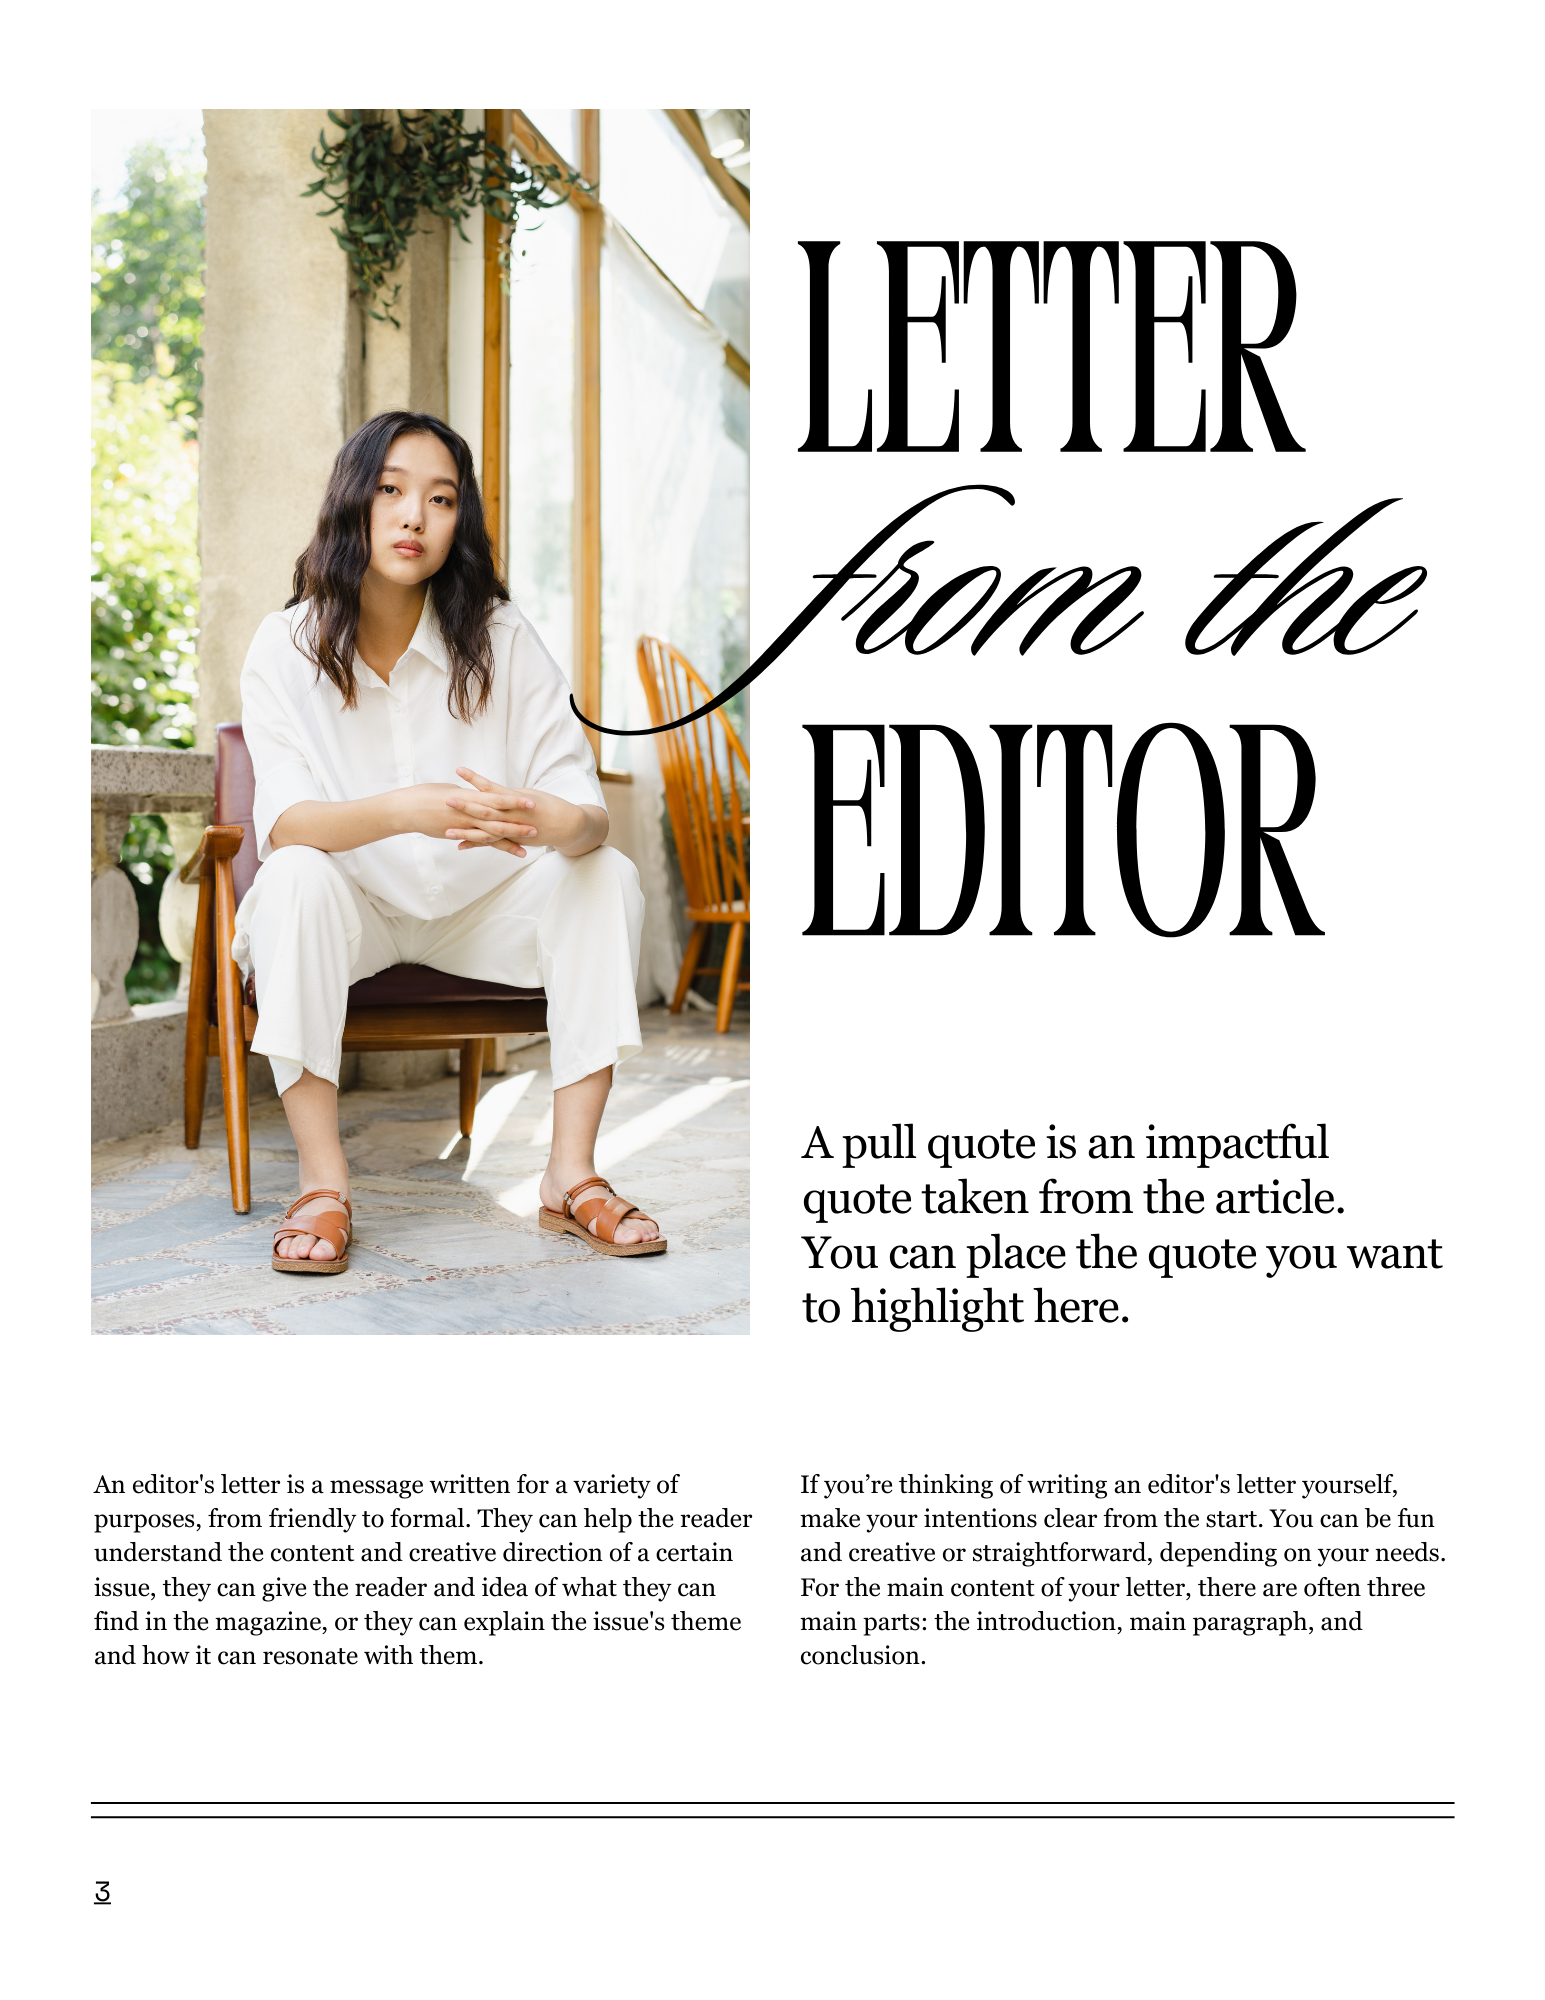 LETTER
from the
EDITOR
A pull quote is an impactful
quote taken from the article.
You can place the quote you want
to highlight here.
An editor's letter is a message written for a variety of
purposes, from friendly to formal. They can help the reader
understand the content and creative direction of a certain
issue, they can give the reader and idea of what they can
find in the magazine, or they can explain the issue's theme
and how it can resonate with them.
If you’re thinking of writing an editor's letter yourself,
make your intentions clear from the start. You can be fun
and creative or straightforward, depending on your needs.
For the main content of your letter, there are often three
main parts: the introduction, main paragraph, and
conclusion.
3